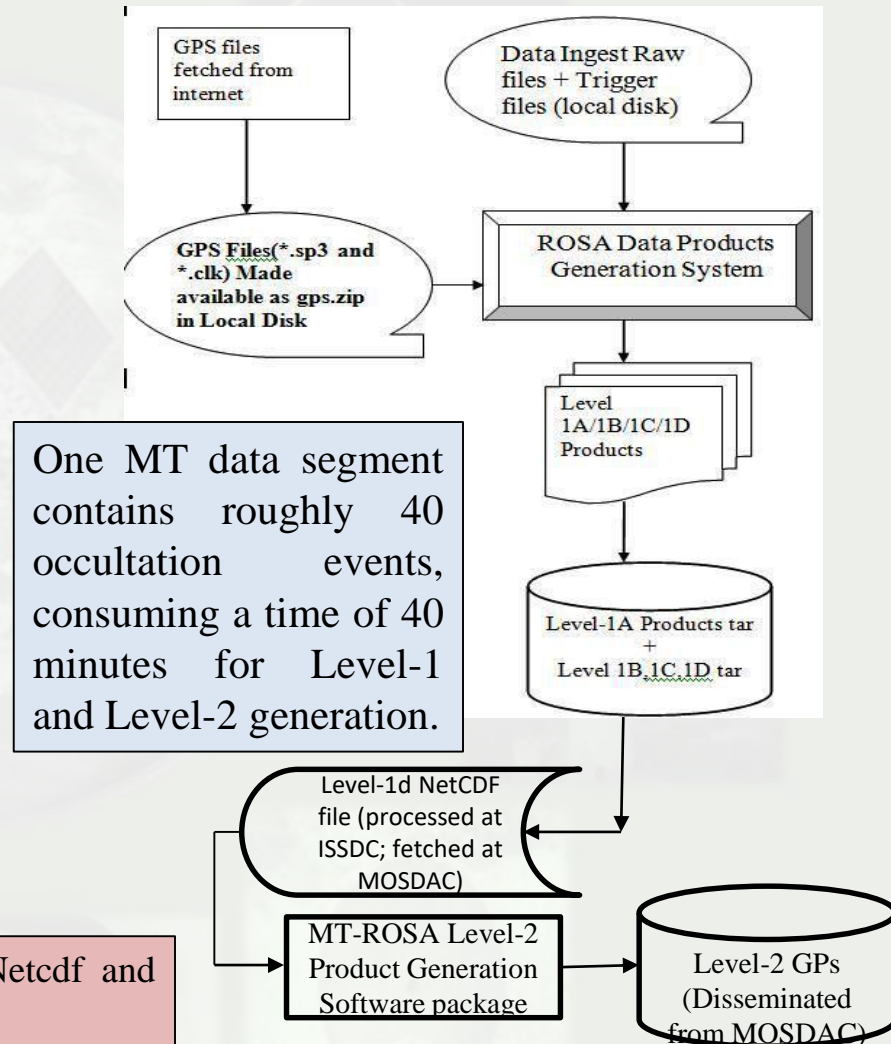 GPS files
fetched from
internet
Data Ingest Raw
files + Trigger
files (local disk)
GPS Files(*.sp3 and
*.clk) Made
available as gps.zip
in Local Disk
ROSA Data Products
Generation System
Level
1A/1B/1C/1D
Products
One MT data segment
contains roughly 40
occultation events,
consuming a time of 40
minutes for Level-1
and Level-2 generation.
Level-1A Products tar
+
Level 1B,1C,1D tar
Level-1d NetCDF
file (processed at
ISSDC; fetched at
MOSDAC)
Netcdf and
MT-ROSA Level-2
Product Generation
Software package
Level-2 GPs
(Disseminated
from MOSDAC)